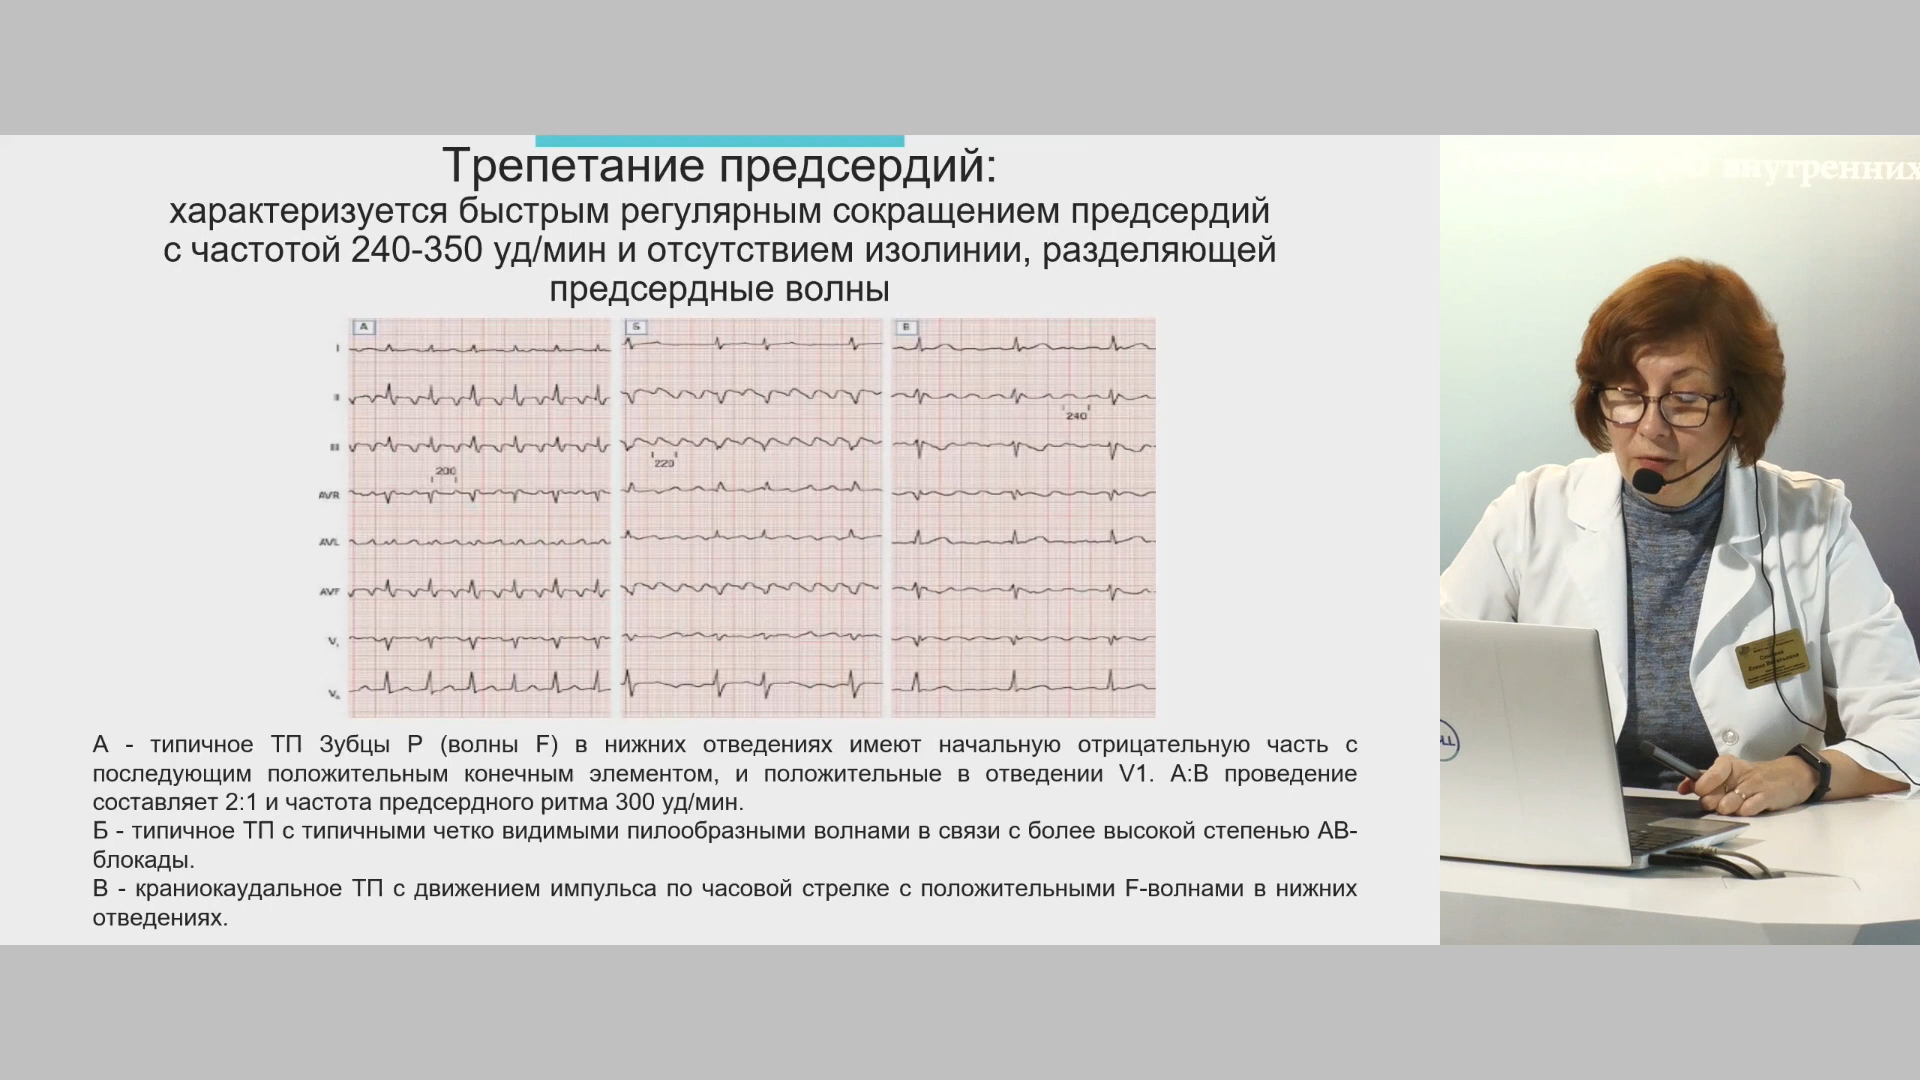 Трепетание предсердий:
характеризуется быстрым регулярным сокращением предсердий
с частотой 240-350 уд/мин и отсутствием изолинии, разделяющей
предсердные волны
А
Б
В
I
II
III
AVR
AVL
AVF
V
V
200
220
240
А - типичное ТП Зубцы Р (волны F) в нижних отведениях имеют начальную отрицательную часть с
последующим положительным конечным элементом, и положительные в отведении V1. А:В проведение
составляет 2:1 и частота предсердного ритма 300 уд/мин.
Б - типичное ТП с типичными четко видимыми пилообразными волнами в связи с более высокой степенью АВ-
блокады.
В - краниокаудальное ТП с движением импульса по часовой стрелке с положительными F-волнами в нижних
отведениях.
внутренних